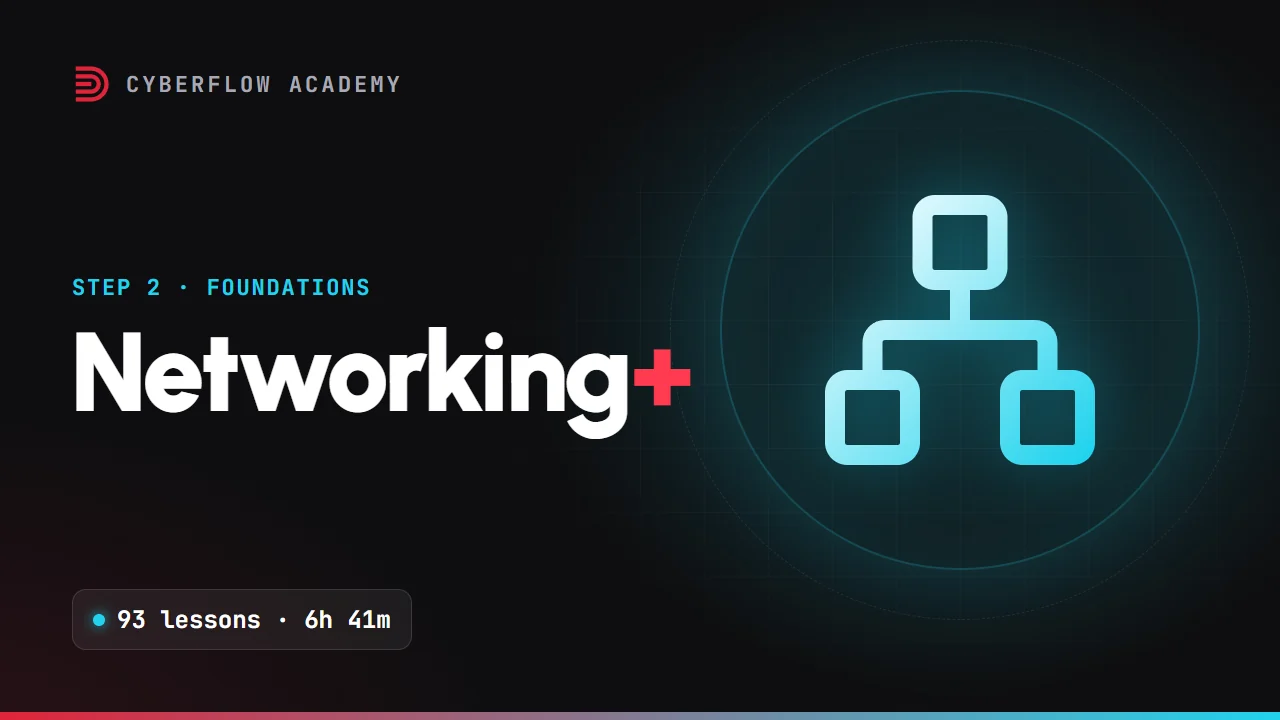 CYBERFLOW ACADEMY
STEP 2 · FOUNDATIONS
Networking+
93 lessons · 6h 41m